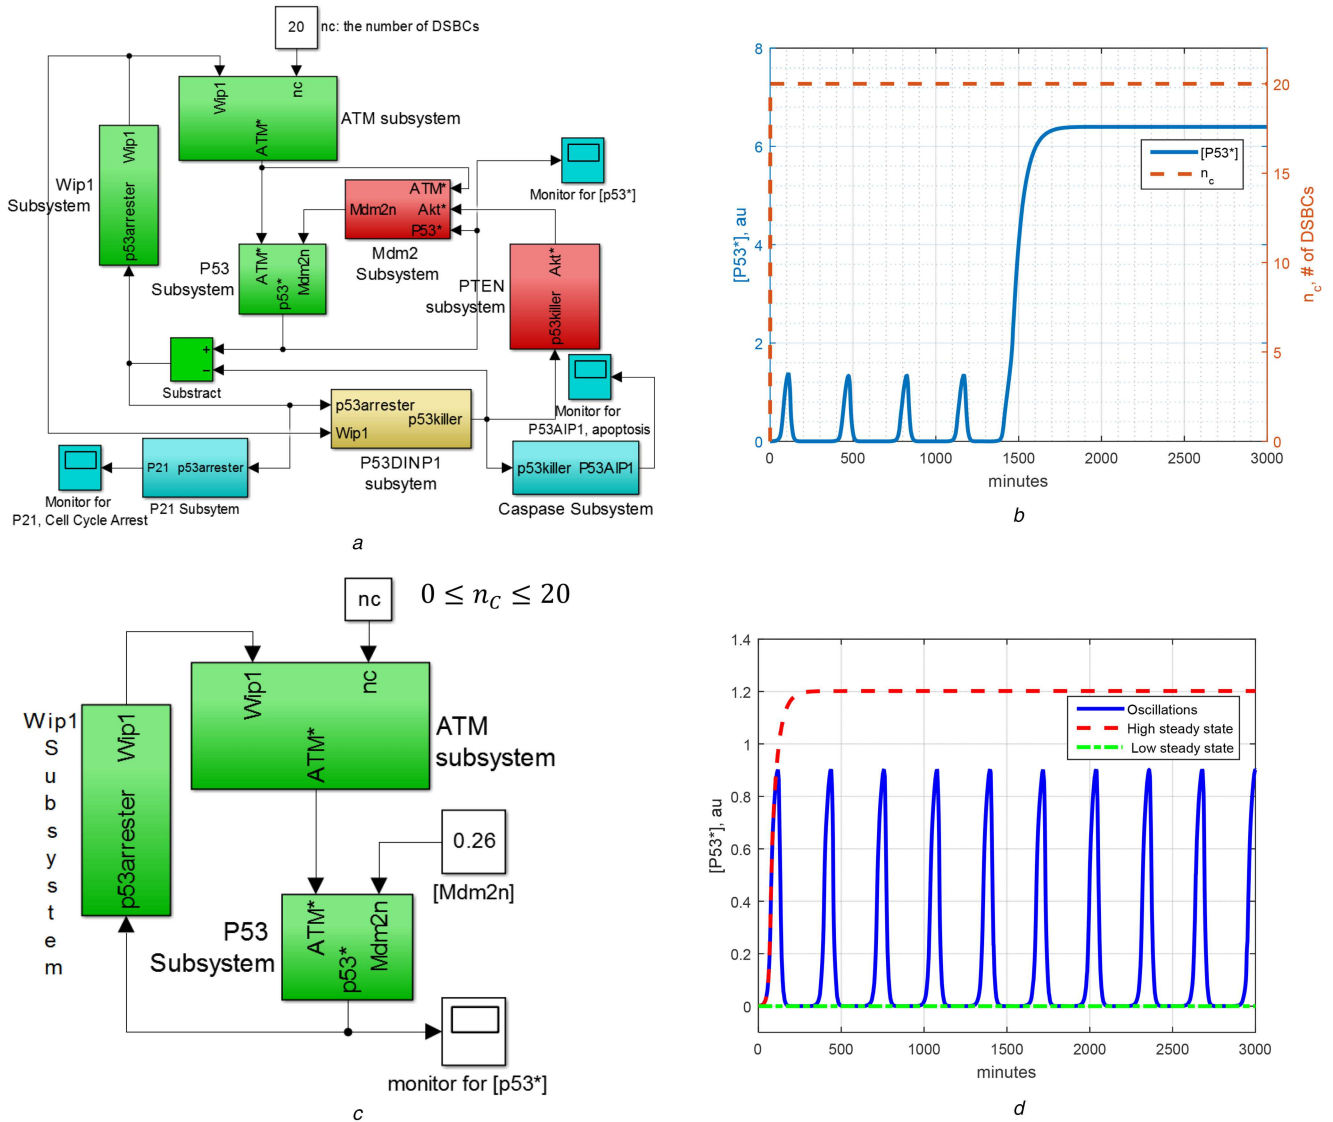 20
nc: the number of DSBCs
Wip1
nc
ATM*
ATM subsystem
p53arrester Wip1
Wip1
Subsystem
ATM*
Mdm2n Akt*
P53*
Mdm2
Subsystem
Monitor for [p53*]
ATM*
Mdm2n
p53*
P53
Subsystem
p53killer Akt*
PTEN
subsystem
+
−
Substract
p53arrester
p53killer
Wip1
P53DINP1
subsytem
Monitor for
P53AIP1, apoptosis
P21 p53arrester
P21 Subsytem
Monitor for
P21, Cell Cycle Arrest
p53killer P53AIP1
Caspase Subsystem
a
8
6
4
2
0
[P53*], au
20
15
10
5
0
n_c, # of DSBCs
[P53*]
n_c
0 500 1000 1500 2000 2500 3000
minutes
b
nc
0 ≤ n_C ≤ 20
Wip1
nc
ATM*
ATM
subsystem
p53arrester Wip1
Wip1
S
u
b
s
y
s
t
e
m
0.26
[Mdm2n]
ATM*
Mdm2n
p53*
P53
Subsystem
monitor for [p53*]
c
1.4
1.2
1
0.8
0.6
0.4
0.2
0
[P53*], au
Oscillations
High steady state
Low steady state
0 500 1000 1500 2000 2500 3000
minutes
d